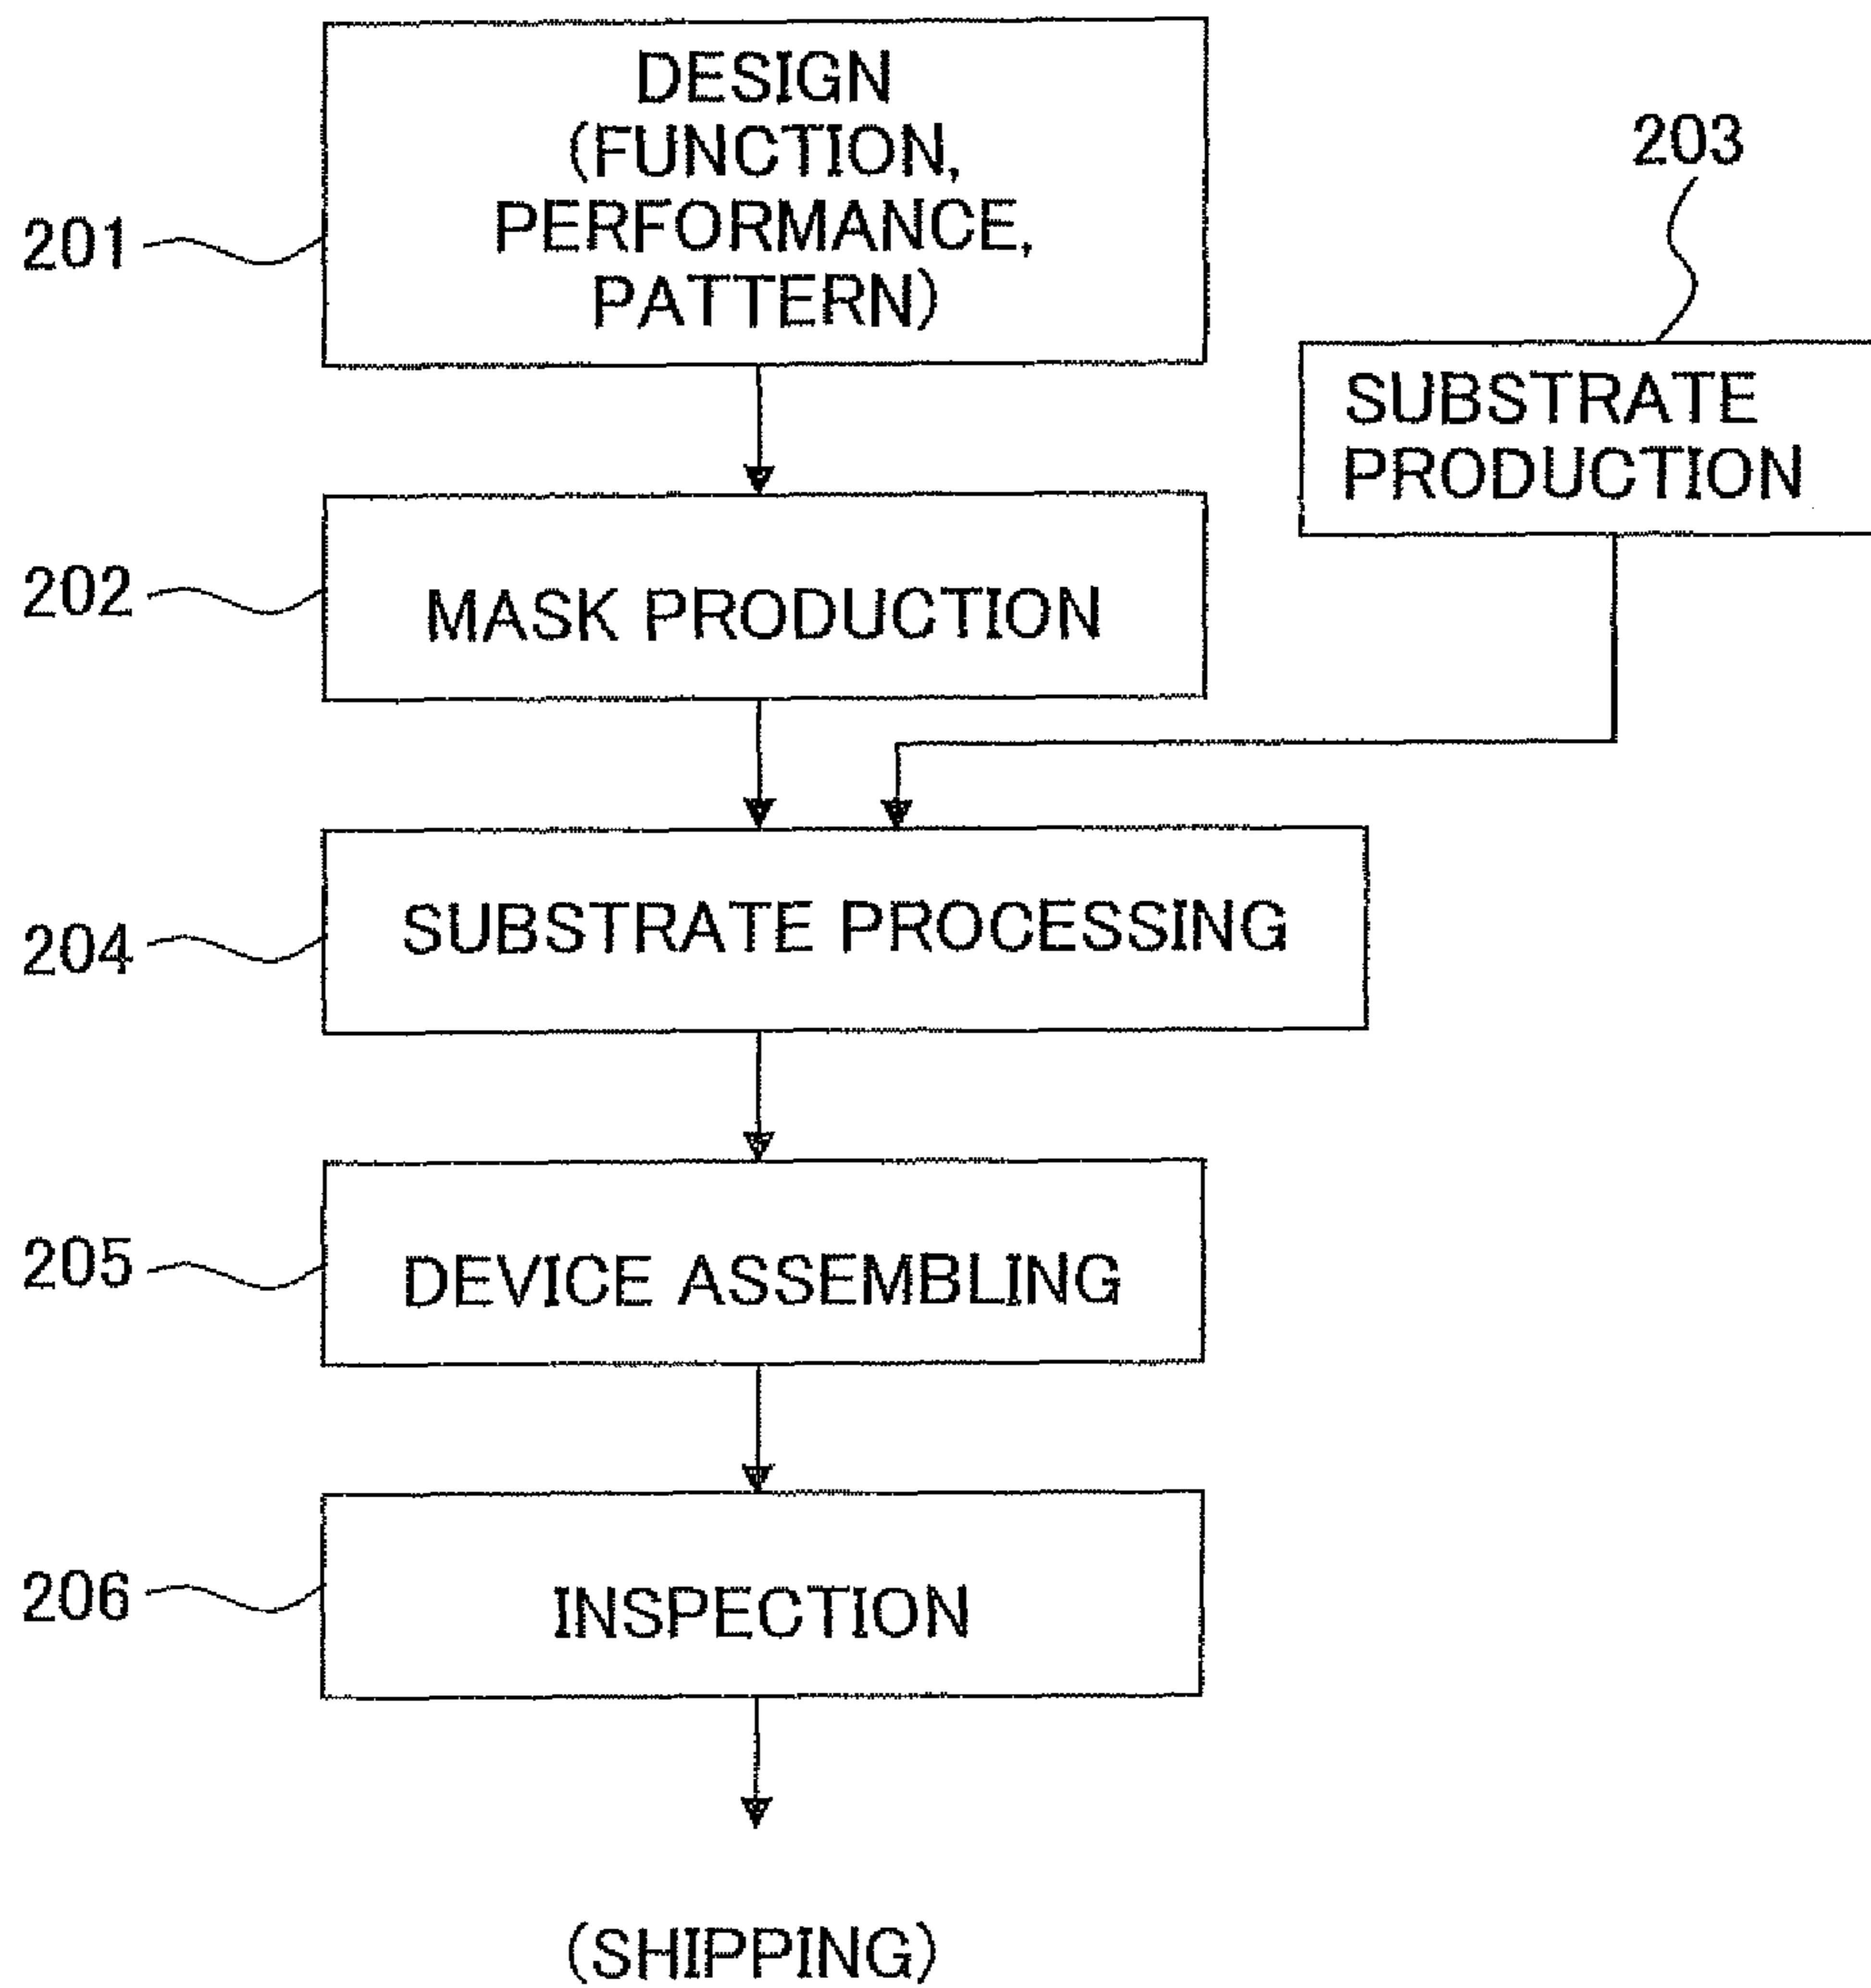 DESIGN
(FUNCTION,
PERFORMANCE,
PATTERN)
201
203
SUBSTRATE
PRODUCTION
202
MASK PRODUCTION
204
SUBSTRATE PROCESSING
205
DEVICE ASSEMBLING
206
INSPECTION
(SHIPPING)